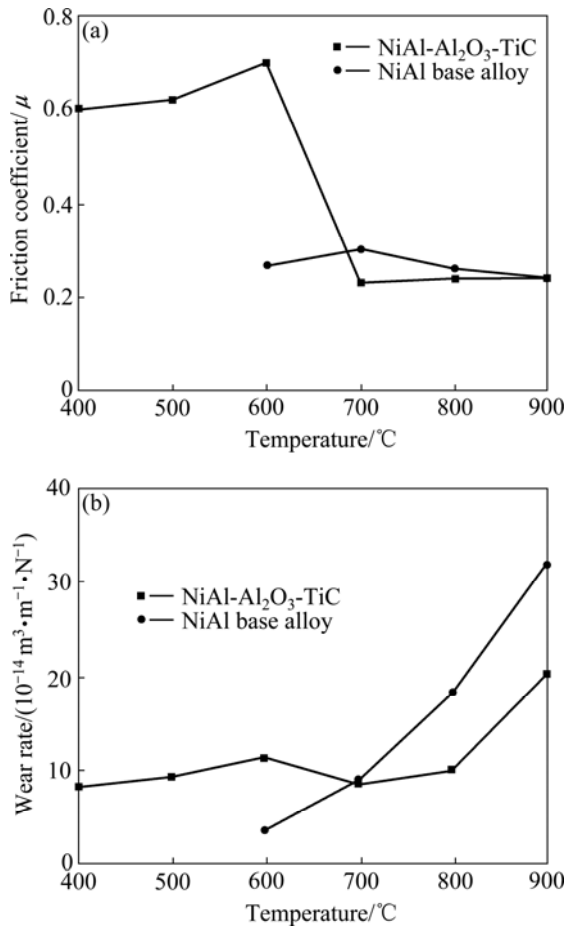 (a)
NiAl-Al₂O₃-TiC
NiAl base alloy
Friction coefficient/μ
0.8
0.6
0.4
0.2
0
400 500 600 700 800 900
Temperature/℃
(b)
NiAl-Al₂O₃-TiC
NiAl base alloy
Wear rate/(10⁻¹⁴ m³•m⁻¹•N⁻¹)
40
30
20
10
0
400 500 600 700 800 900
Temperature/℃